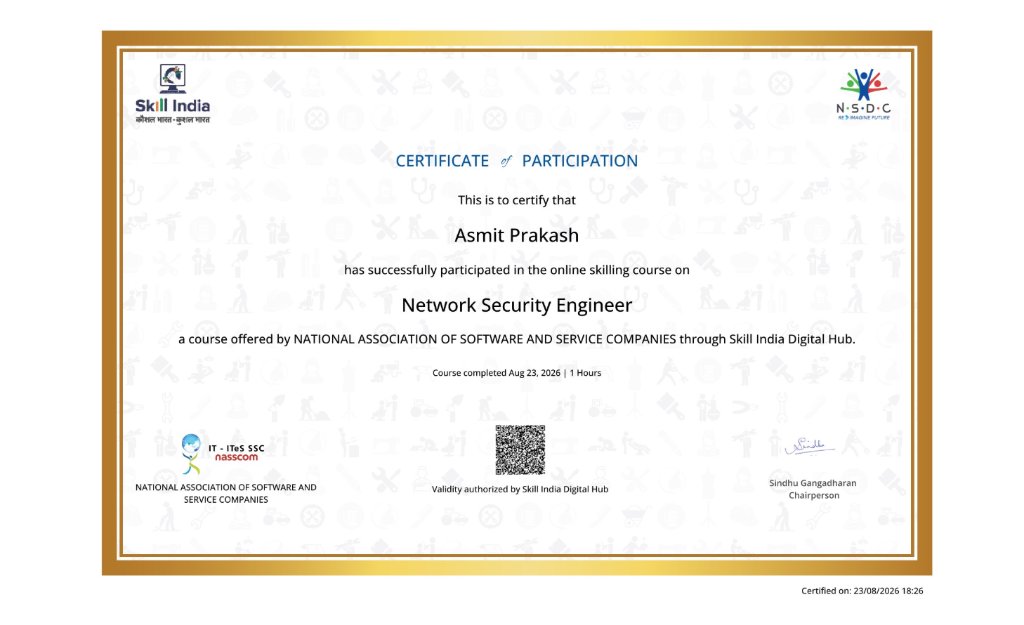 Skill India
कौशल भारत-कुशल भारत
N·S·D·C
RE IMAGINE FUTURE
CERTIFICATE of PARTICIPATION
This is to certify that
Asmit Prakash
has successfully participated in the online skilling course on
Network Security Engineer
a course offered by NATIONAL ASSOCIATION OF SOFTWARE AND SERVICE COMPANIES through Skill India Digital Hub.
Course completed Aug 23, 2026 | 1 Hours
IT - ITeS SSC
nasscom
NATIONAL ASSOCIATION OF SOFTWARE AND
SERVICE COMPANIES
Validity authorized by Skill India Digital Hub
Sindhu
Sindhu Gangadharan
Chairperson
Certified on: 23/08/2026 18:26